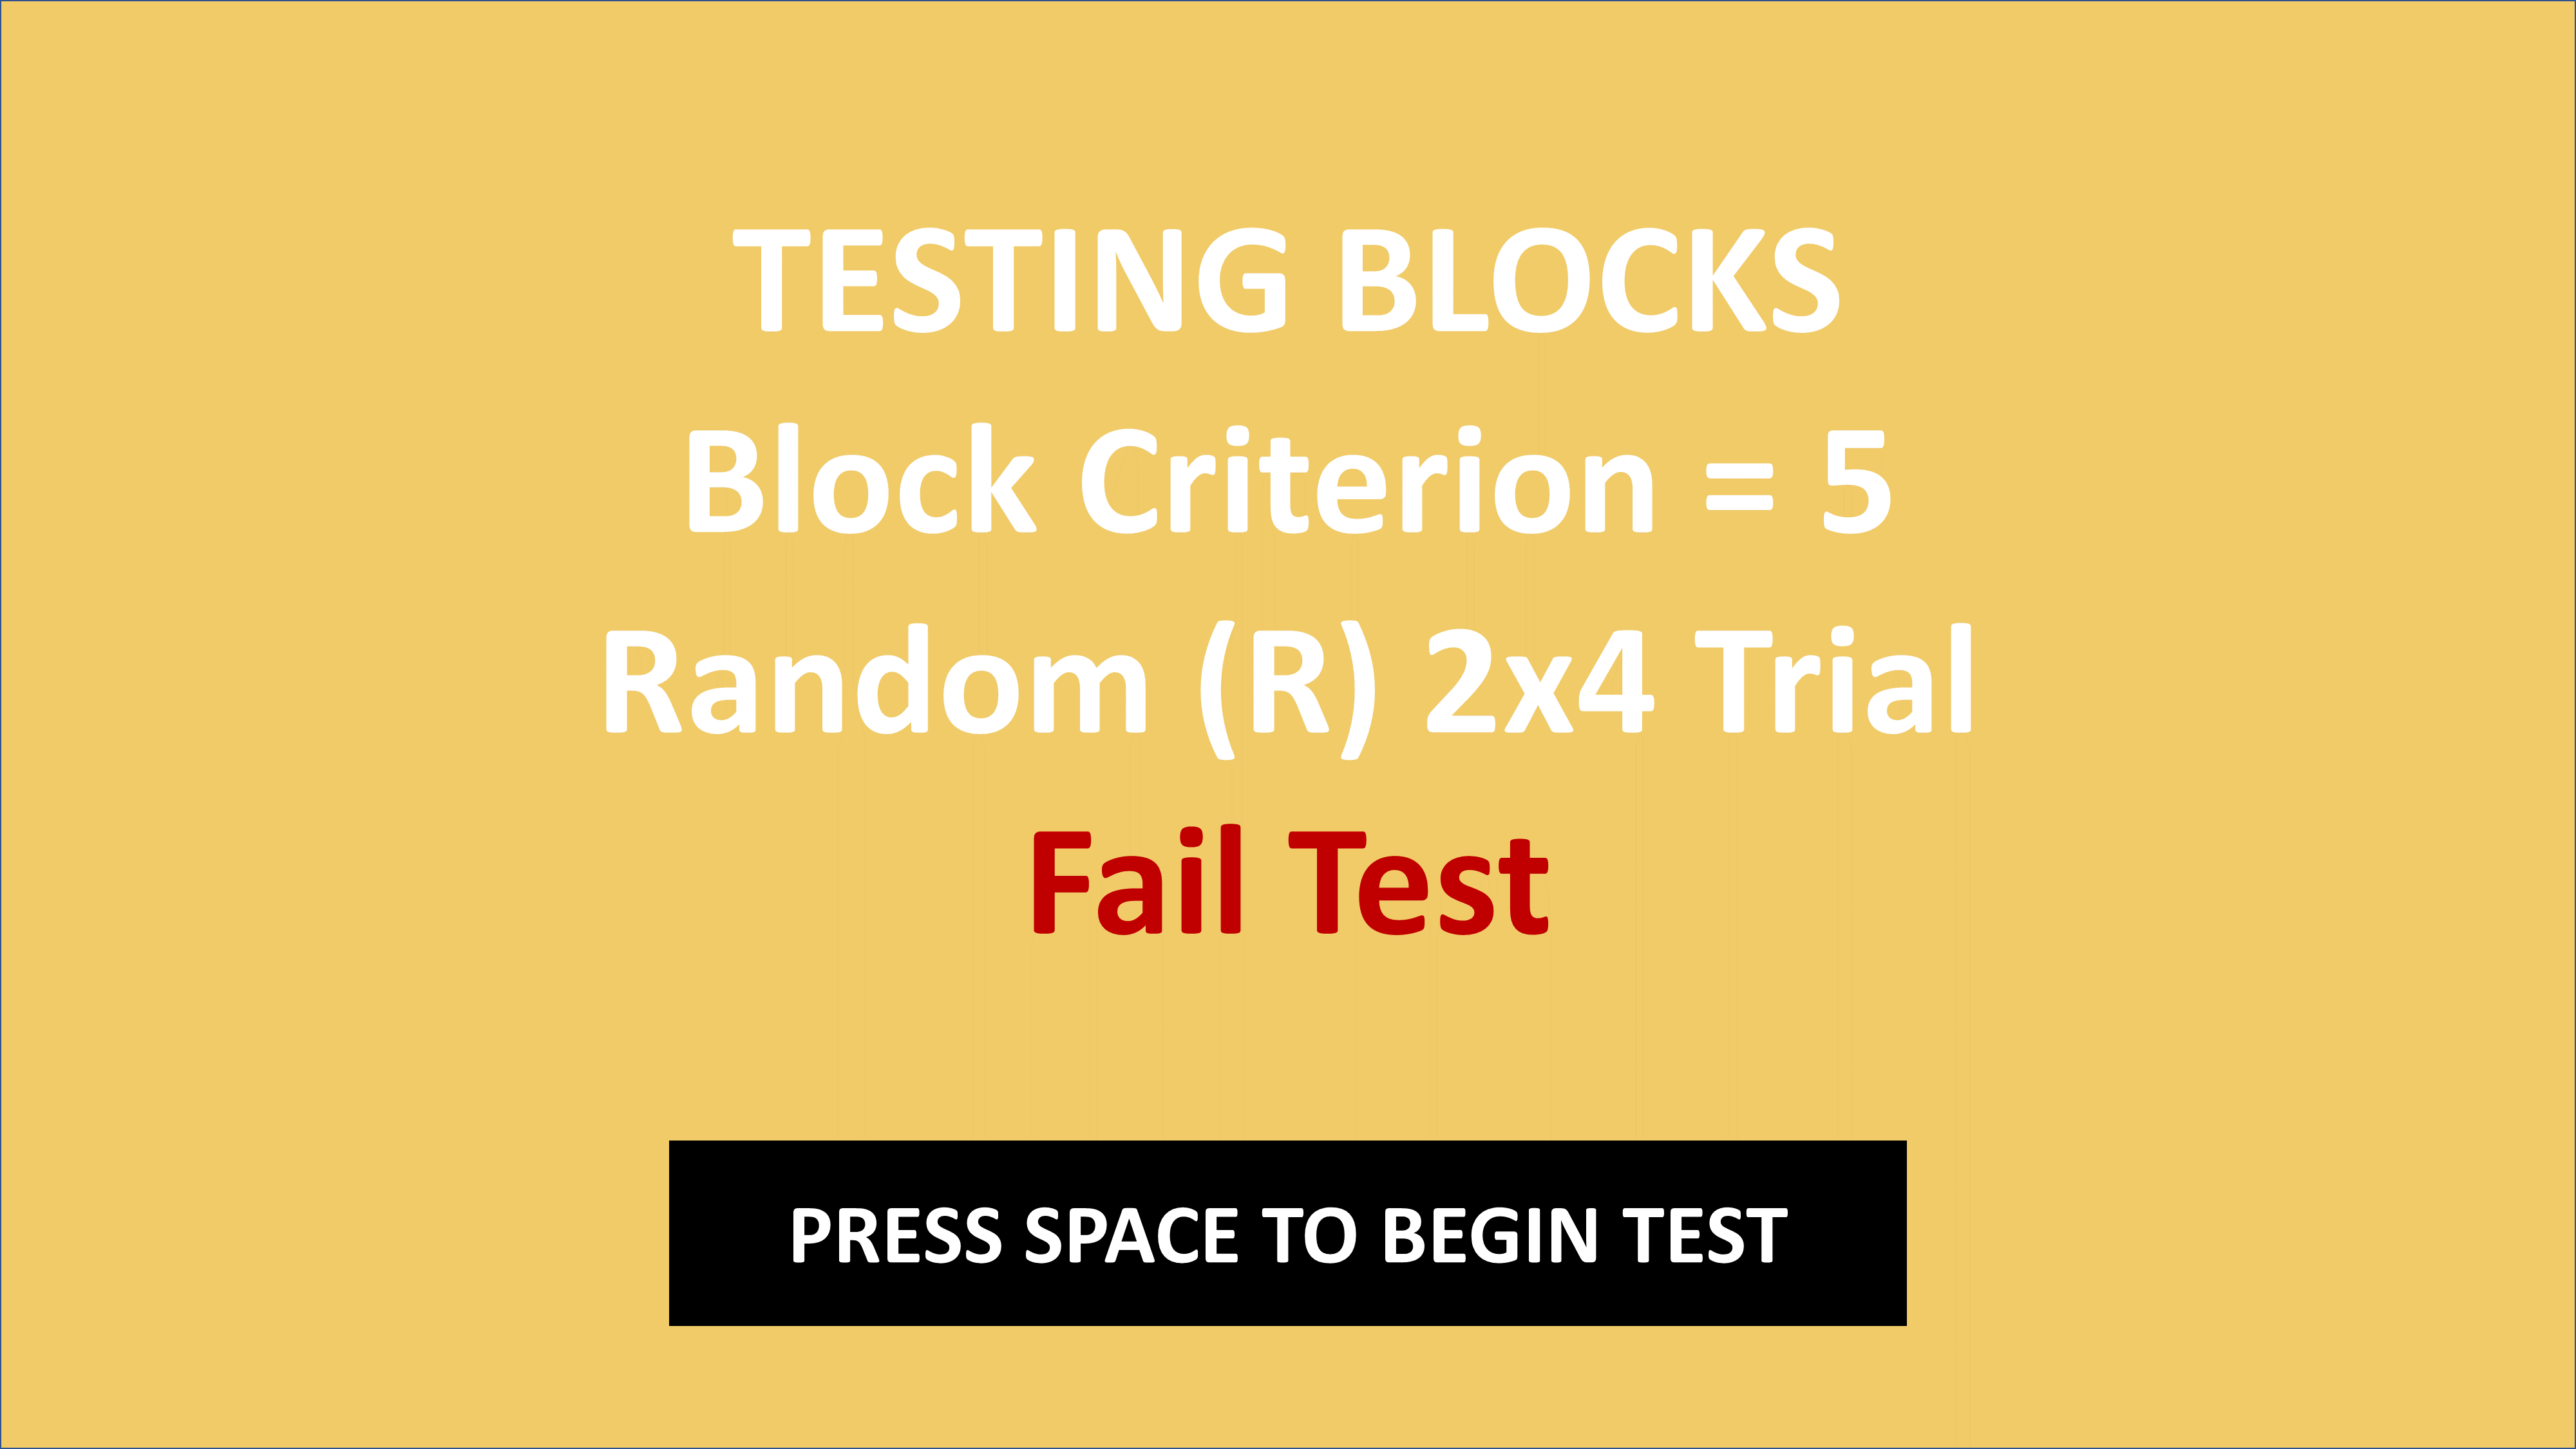 TESTING BLOCKS
Block Criterion = 5
Random (R) 2x4 Trial
Fail Test
PRESS SPACE TO BEGIN TEST